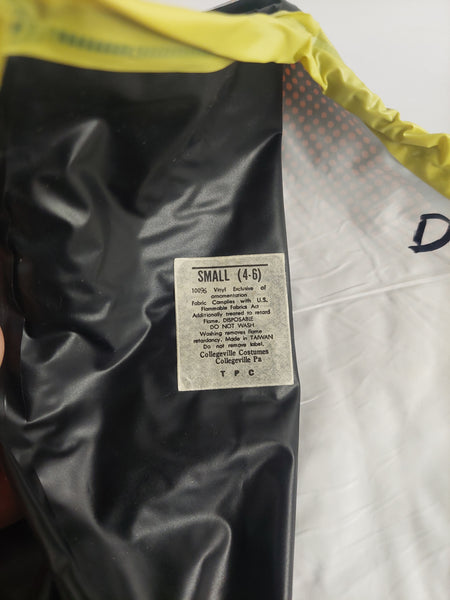 SMALL (4-6)
100% Vinyl Exclusive of
ornamentation
Fabric Complies with U.S.
Flammable Fabrics Act
Additionally treated to retard
Flame. DISPOSABLE
DO NOT WASH
Washing removes flame
retardancy. Made in TAIWAN
Do not remove label.
Collegeville Costumes
Collegeville Pa
T P C
D